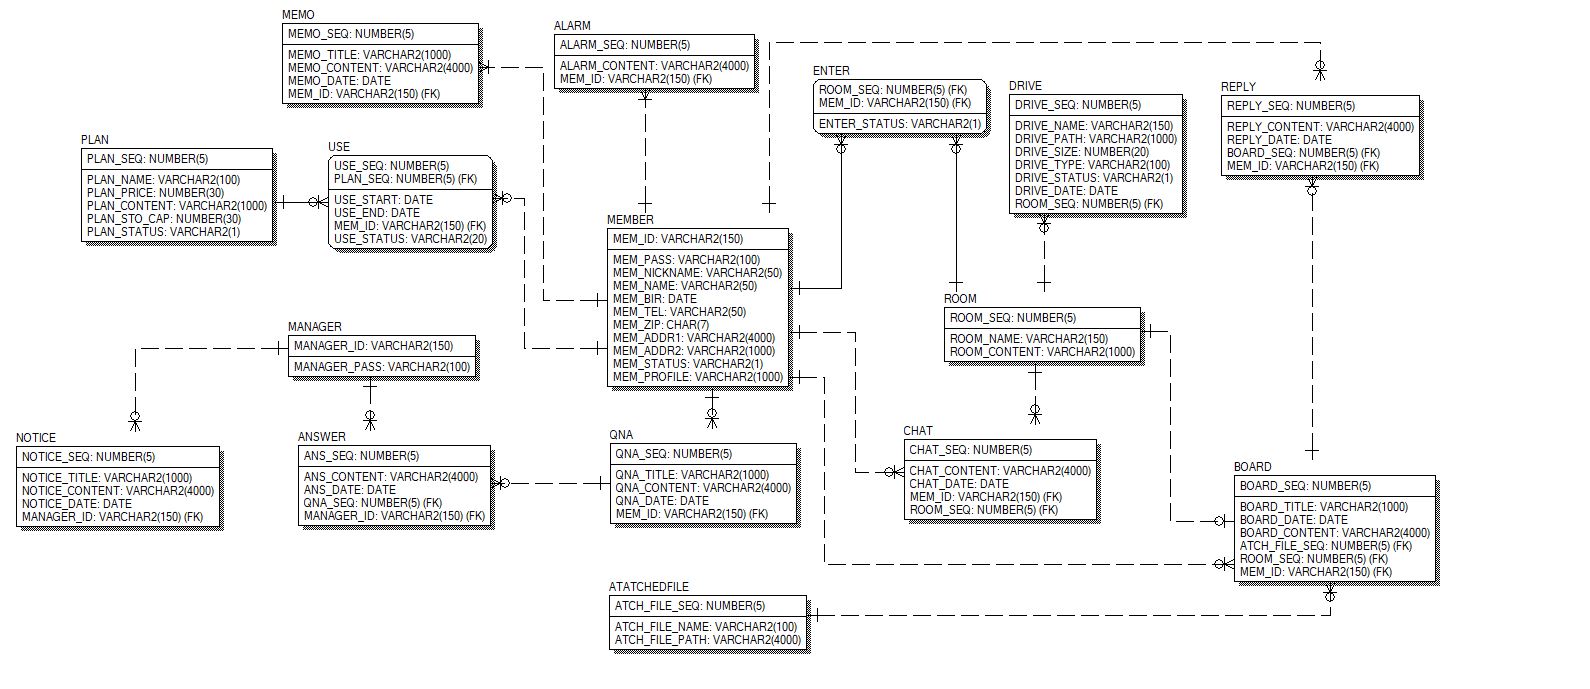 MEMO
MEMO_SEQ: NUMBER(5)
MEMO_TITLE: VARCHAR2(1000)
MEMO_CONTENT: VARCHAR2(4000)
MEMO_DATE: DATE
MEM_ID: VARCHAR2(150) (FK)
ALARM
ALARM_SEQ: NUMBER(5)
ALARM_CONTENT: VARCHAR2(4000)
MEM_ID: VARCHAR2(150) (FK)
ENTER
ROOM_SEQ: NUMBER(5) (FK)
MEM_ID: VARCHAR2(150) (FK)
ENTER_STATUS: VARCHAR2(1)
DRIVE
DRIVE_SEQ: NUMBER(5)
DRIVE_NAME: VARCHAR2(150)
DRIVE_PATH: VARCHAR2(1000)
DRIVE_SIZE: NUMBER(20)
DRIVE_TYPE: VARCHAR2(100)
DRIVE_STATUS: VARCHAR2(1)
DRIVE_DATE: DATE
ROOM_SEQ: NUMBER(5) (FK)
REPLY
REPLY_SEQ: NUMBER(5)
REPLY_CONTENT: VARCHAR2(4000)
REPLY_DATE: DATE
BOARD_SEQ: NUMBER(5) (FK)
MEM_ID: VARCHAR2(150) (FK)
PLAN
PLAN_SEQ: NUMBER(5)
PLAN_NAME: VARCHAR2(100)
PLAN_PRICE: NUMBER(30)
PLAN_CONTENT: VARCHAR2(1000)
PLAN_STO_CAP: NUMBER(30)
PLAN_STATUS: VARCHAR2(1)
USE
USE_SEQ: NUMBER(5)
PLAN_SEQ: NUMBER(5) (FK)
USE_START: DATE
USE_END: DATE
MEM_ID: VARCHAR2(150) (FK)
USE_STATUS: VARCHAR2(20)
MEMBER
MEM_ID: VARCHAR2(150)
MEM_PASS: VARCHAR2(100)
MEM_NICKNAME: VARCHAR2(50)
MEM_NAME: VARCHAR2(50)
MEM_BIR: DATE
MEM_TEL: VARCHAR2(50)
MEM_ZIP: CHAR(7)
MEM_ADDR1: VARCHAR2(4000)
MEM_ADDR2: VARCHAR2(1000)
MEM_STATUS: VARCHAR2(1)
MEM_PROFILE: VARCHAR2(1000)
ROOM
ROOM_SEQ: NUMBER(5)
ROOM_NAME: VARCHAR2(150)
ROOM_CONTENT: VARCHAR2(1000)
MANAGER
MANAGER_ID: VARCHAR2(150)
MANAGER_PASS: VARCHAR2(100)
NOTICE
NOTICE_SEQ: NUMBER(5)
NOTICE_TITLE: VARCHAR2(1000)
NOTICE_CONTENT: VARCHAR2(4000)
NOTICE_DATE: DATE
MANAGER_ID: VARCHAR2(150) (FK)
ANSWER
ANS_SEQ: NUMBER(5)
ANS_CONTENT: VARCHAR2(4000)
ANS_DATE: DATE
QNA_SEQ: NUMBER(5) (FK)
MANAGER_ID: VARCHAR2(150) (FK)
QNA
QNA_SEQ: NUMBER(5)
QNA_TITLE: VARCHAR2(1000)
QNA_CONTENT: VARCHAR2(4000)
QNA_DATE: DATE
MEM_ID: VARCHAR2(150) (FK)
CHAT
CHAT_SEQ: NUMBER(5)
CHAT_CONTENT: VARCHAR2(4000)
CHAT_DATE: DATE
MEM_ID: VARCHAR2(150) (FK)
ROOM_SEQ: NUMBER(5) (FK)
BOARD
BOARD_SEQ: NUMBER(5)
BOARD_TITLE: VARCHAR2(1000)
BOARD_DATE: DATE
BOARD_CONTENT: VARCHAR2(4000)
ATCH_FILE_SEQ: NUMBER(5) (FK)
ROOM_SEQ: NUMBER(5) (FK)
MEM_ID: VARCHAR2(150) (FK)
ATATCHEDFILE
ATCH_FILE_SEQ: NUMBER(5)
ATCH_FILE_NAME: VARCHAR2(100)
ATCH_FILE_PATH: VARCHAR2(4000)